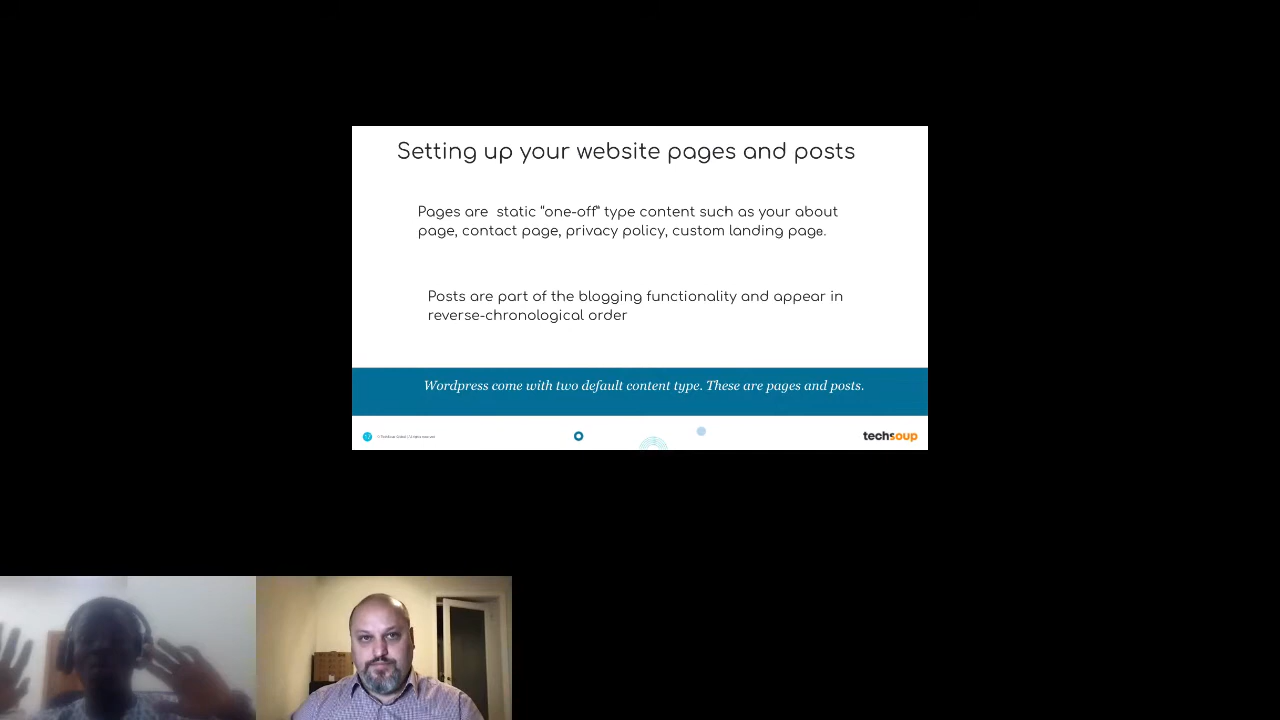 Setting up your website pages and posts
Pages are static "one-off" type content such as your about
page, contact page, privacy policy, custom landing page.
Posts are part of the blogging functionality and appear in
reverse-chronological order
Wordpress come with two default content type. These are pages and posts.
techsoup